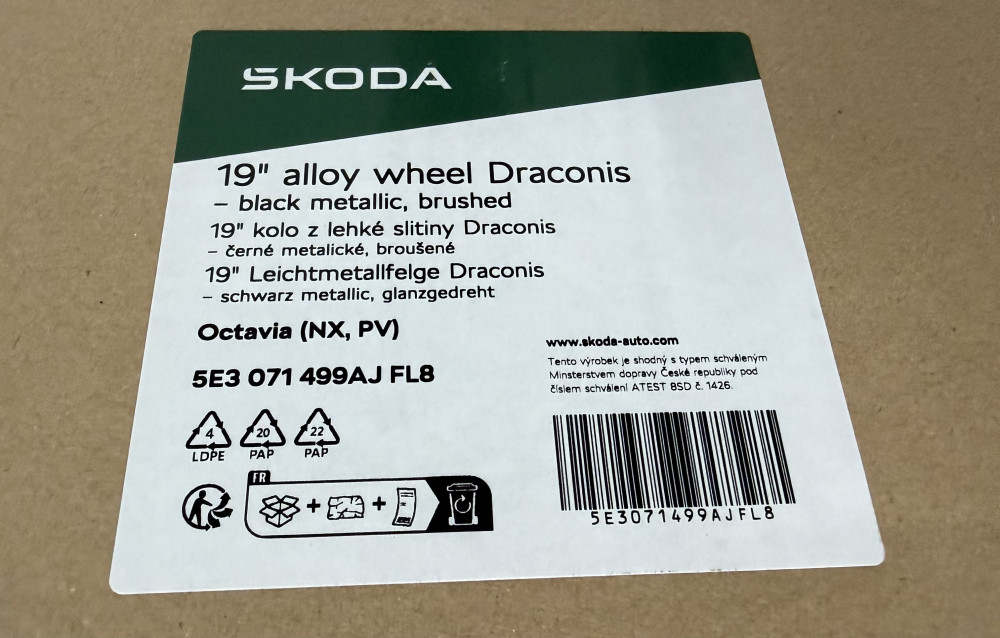 ŠKODA
19" alloy wheel Draconis
– black metallic, brushed
19" kolo z lehké slitiny Draconis
– černé metalické, broušené
19" Leichtmetallfelge Draconis
– schwarz metallic, glanzgedreht
Octavia (NX, PV)
5E3 071 499AJ FL8
www.skoda-auto.com
Tento výrobek je shodný s typem schváleným
Minsterstvem dopravy České republiky pod
číslem schválení ATEST 8SD č. 1426.
4
LDPE
20
PAP
22
PAP
FR
5E3071499AJFL8